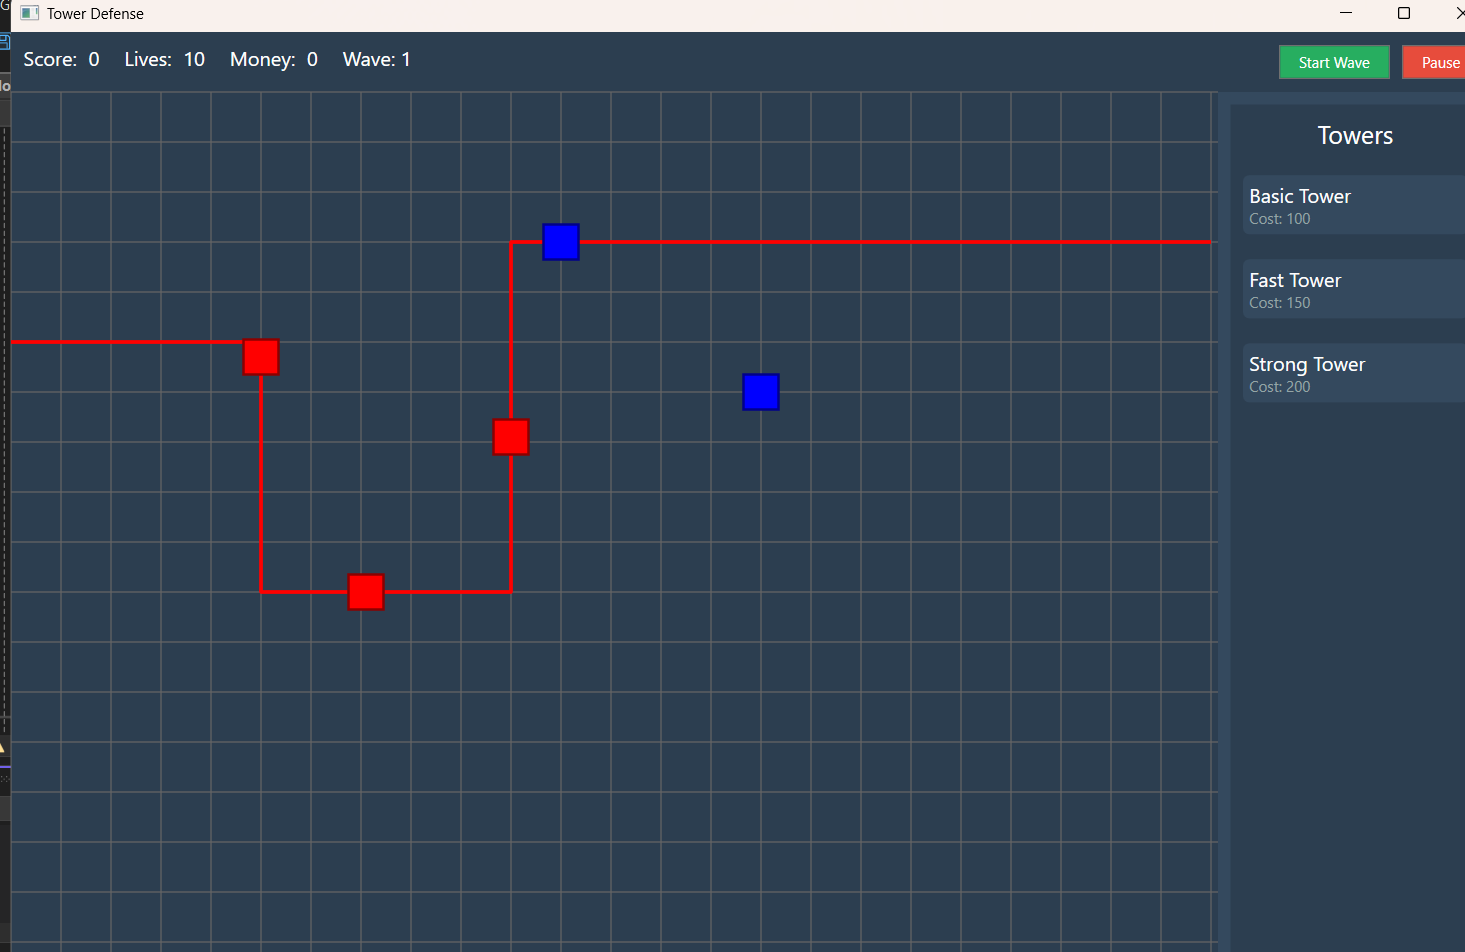 Tower Defense
Score: 0 Lives: 10 Money: 0 Wave: 1
Start Wave
Pause
Towers
Basic Tower
Cost: 100
Fast Tower
Cost: 150
Strong Tower
Cost: 200